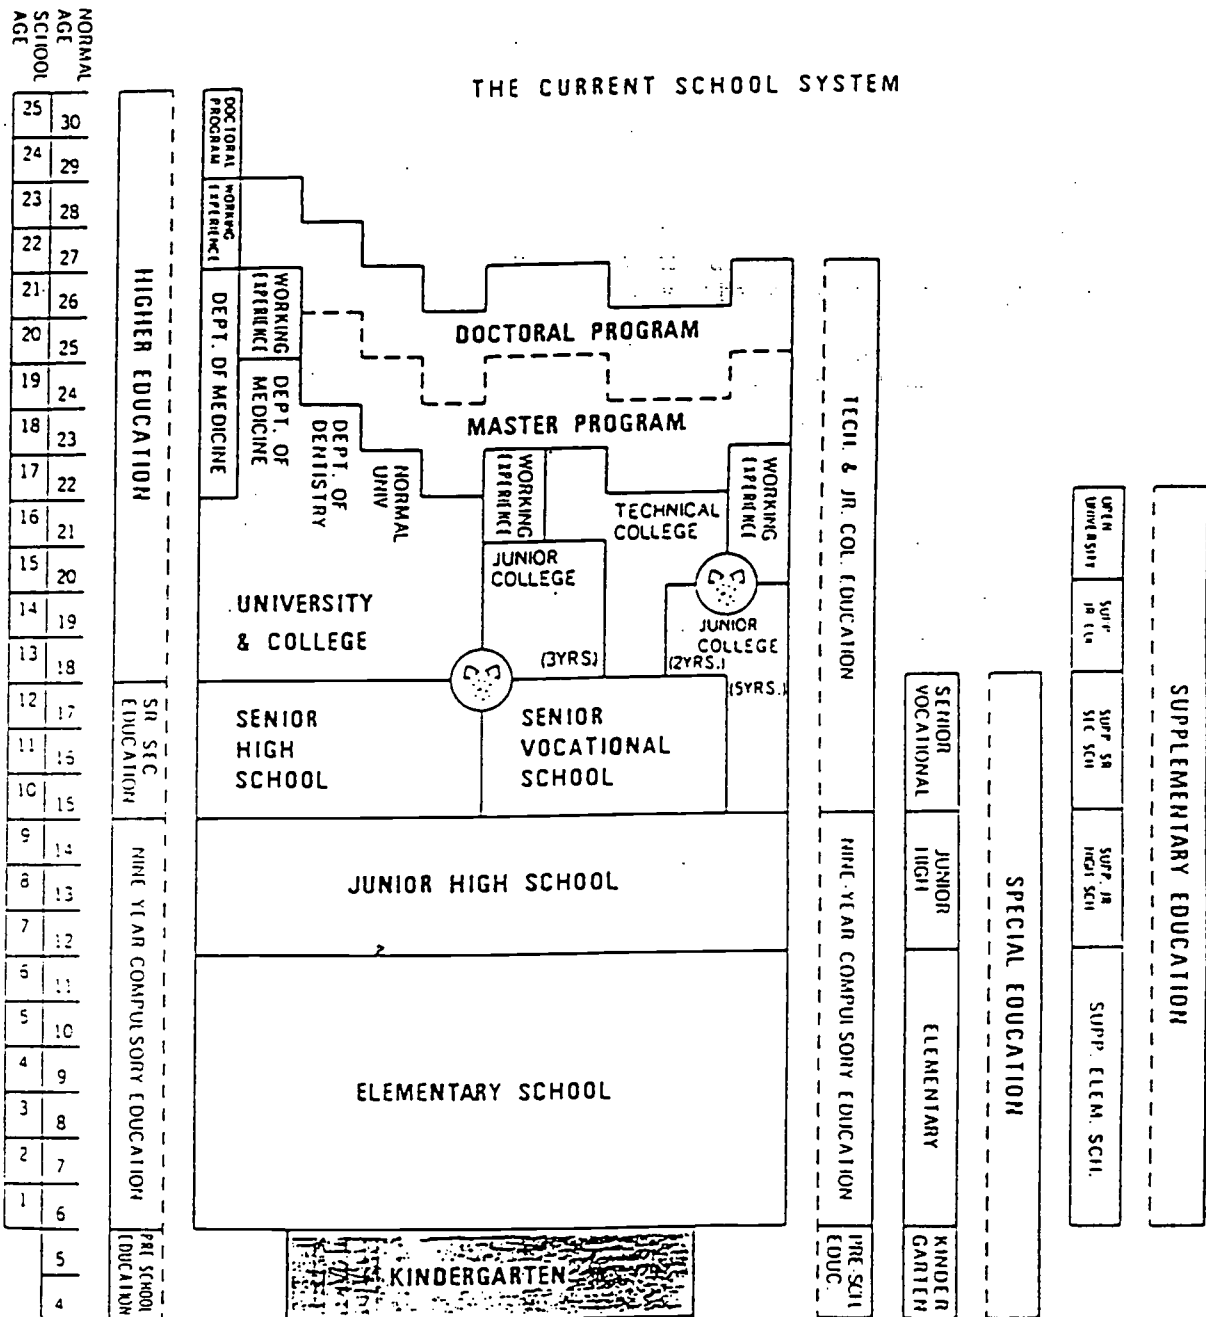 THE CURRENT SCHOOL SYSTEM
NORMAL
AGE
SCHOOL
AGE
25 30
24 29
23 28
22 27
21 26
20 25
19 24
18 23
17 22
16 21
15 20
14 19
13 18
12 17
11 16
10 15
9 14
8 13
7 12
6 11
5 10
4 9
3 8
2 7
1 6
5
4
HIGHER EDUCATION
SR SEC
EDUCATION
NINE YEAR COMPULSORY EDUCATION
PRE SCHOOL
EDUCATION
DOCTORAL
PROGRAM
WORKING
EXPERIENCE
DEPT. OF MEDICINE
WORKING
EXPERIENCE
DEPT. OF
MEDICINE
DEPT. OF
DENTISTRY
NORMAL
UNIV
DOCTORAL PROGRAM
MASTER PROGRAM
WORKING
EXPERIENCE
TECHNICAL
COLLEGE
WORKING
EXPERIENCE
JUNIOR
COLLEGE
(3YRS)
JUNIOR
COLLEGE
(2YRS.)
(5YRS.)
UNIVERSITY
& COLLEGE
SENIOR
HIGH
SCHOOL
SENIOR
VOCATIONAL
SCHOOL
JUNIOR HIGH SCHOOL
ELEMENTARY SCHOOL
KINDERGARTEN
TECH. & JR. COL. EDUCATION
NINE-YEAR COMPULSORY EDUCATION
PRE-SCH
EDUC.
SENIOR
VOCATIONAL
JUNIOR
HIGH
ELEMENTARY
KINDER
GARTEN
SPECIAL EDUCATION
OPEN
UNIVERSITY
SUPP SR
SEC SCH
SUPP. JR
HIGH SCH
SUPP. ELEM. SCH.
SUPPLEMENTARY EDUCATION